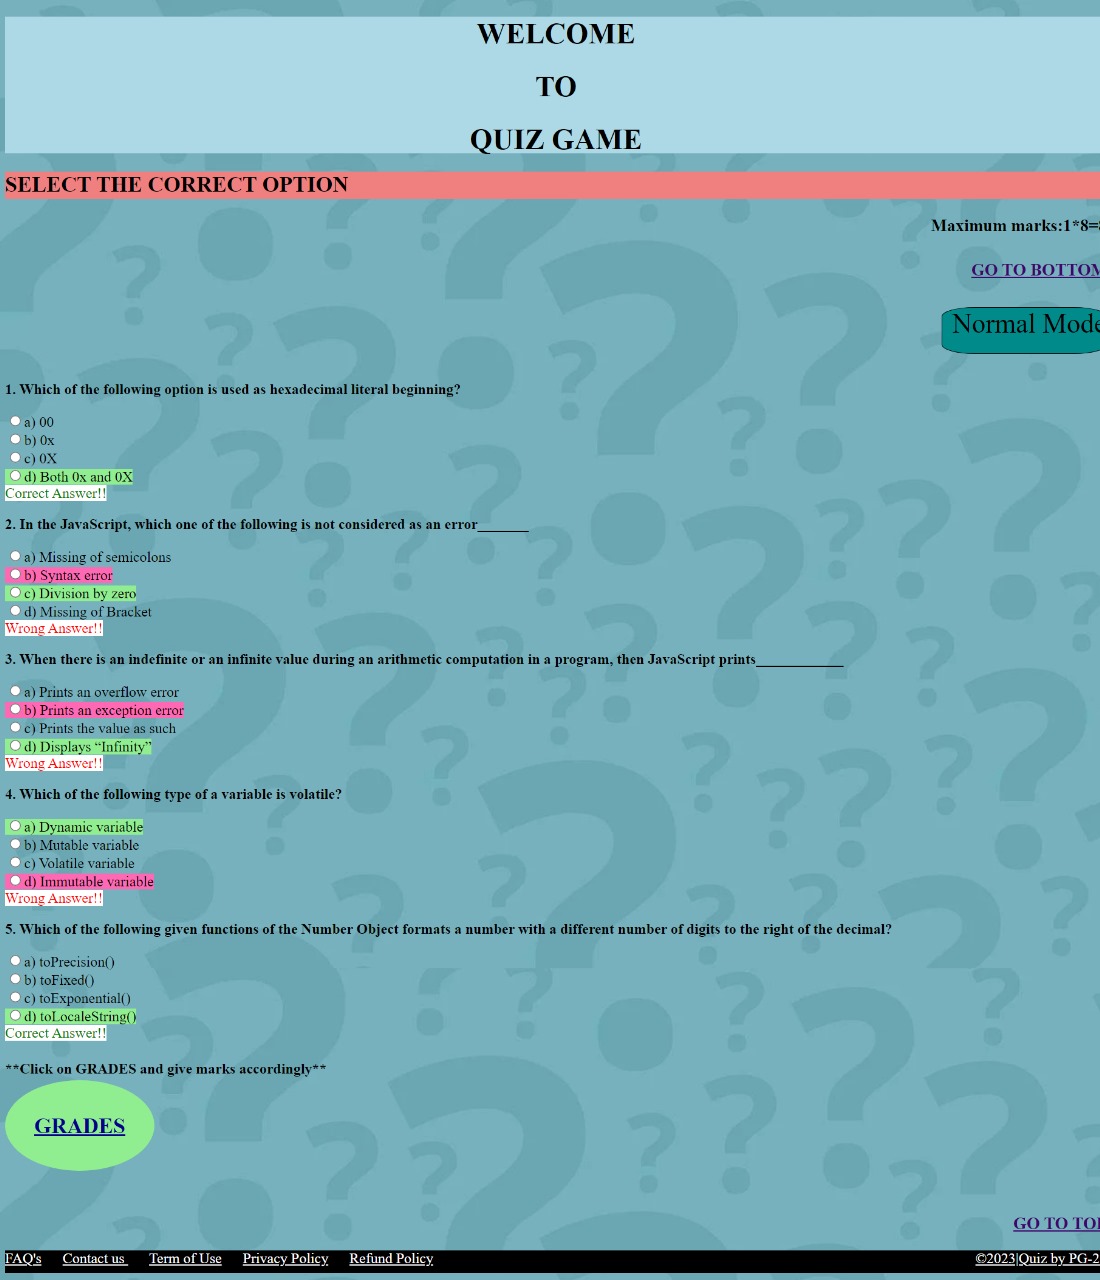 WELCOME
TO
QUIZ GAME
SELECT THE CORRECT OPTION
Maximum marks:1*8=
GO TO BOTTOM
Normal Mode
1. Which of the following option is used as hexadecimal literal beginning?
a) 00
b) 0x
c) 0X
d) Both 0x and 0X
Correct Answer!!
2. In the JavaScript, which one of the following is not considered as an error_______
a) Missing of semicolons
b) Syntax error
c) Division by zero
d) Missing of Bracket
Wrong Answer!!
3. When there is an indefinite or an infinite value during an arithmetic computation in a program, then JavaScript prints____________
a) Prints an overflow error
b) Prints an exception error
c) Prints the value as such
d) Displays “Infinity”
Wrong Answer!!
4. Which of the following type of a variable is volatile?
a) Dynamic variable
b) Mutable variable
c) Volatile variable
d) Immutable variable
Wrong Answer!!
5. Which of the following given functions of the Number Object formats a number with a different number of digits to the right of the decimal?
a) toPrecision()
b) toFixed()
c) toExponential()
d) toLocaleString()
Correct Answer!!
**Click on GRADES and give marks accordingly**
GRADES
GO TO TOP
FAQ's Contact us Term of Use Privacy Policy Refund Policy ©2023|Quiz by PG-2